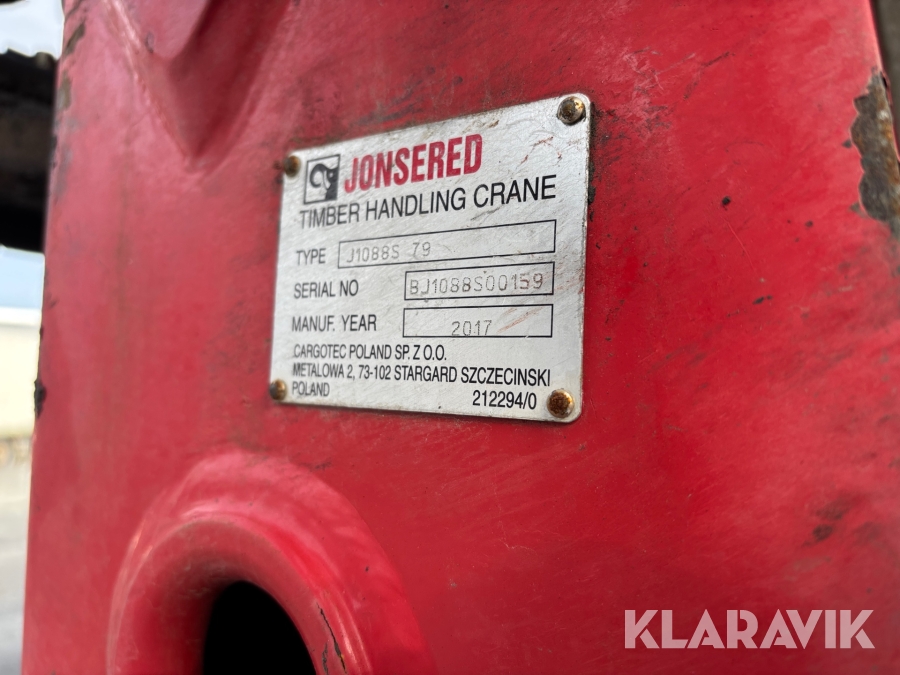 JONSERED
TIMBER HANDLING CRANE
TYPE J1088S 79
SERIAL NO BJ1088S00159
MANUF. YEAR 2017
CARGOTEC POLAND SP. Z O.O.
METALOWA 2, 73-102 STARGARD SZCZECINSKI
POLAND 212294/0
KLARAVIK